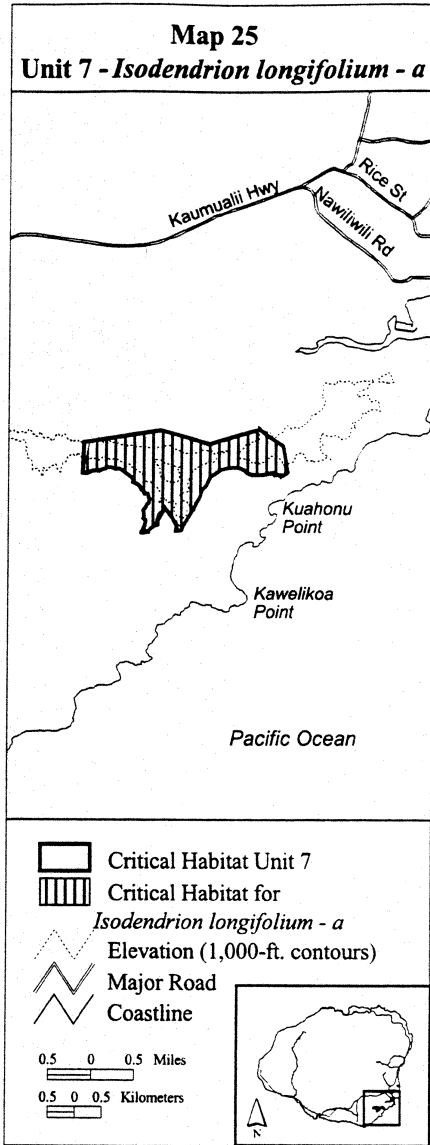 Map 25
Unit 7 - Isodendrion longifolium - a
Rice St
Kaumualii Hwy
Nawiliwili Rd
Kuahonu
Point
Kawelikoa
Point
Pacific Ocean
Critical Habitat Unit 7
Critical Habitat for
Isodendrion longifolium - a
Elevation (1,000-ft. contours)
Major Road
Coastline
0.5 0 0.5 Miles
0.5 0 0.5 Kilometers
N